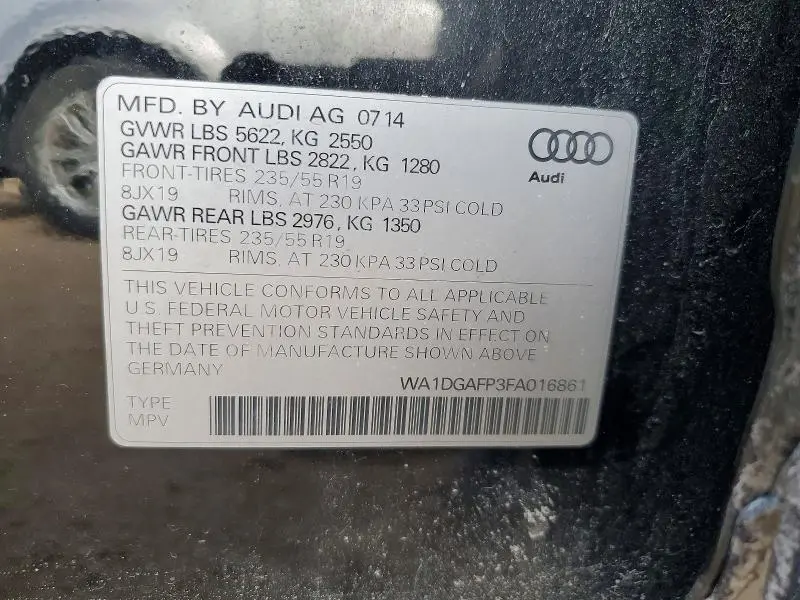 MFD. BY AUDI AG 0714
GVWR LBS 5622, KG 2550
GAWR FRONT LBS 2822, KG 1280
FRONT-TIRES 235/55 R19
8JX19 RIMS. AT 230 KPA 33 PSI COLD
GAWR REAR LBS 2976, KG 1350
REAR-TIRES 235/55 R19
8JX19 RIMS. AT 230 KPA 33 PSI COLD
Audi
THIS VEHICLE CONFORMS TO ALL APPLICABLE
U.S. FEDERAL MOTOR VEHICLE SAFETY AND
THEFT PREVENTION STANDARDS IN EFFECT ON
THE DATE OF MANUFACTURE SHOWN ABOVE
GERMANY
WA1DGAFP3FA016861
TYPE
MPV